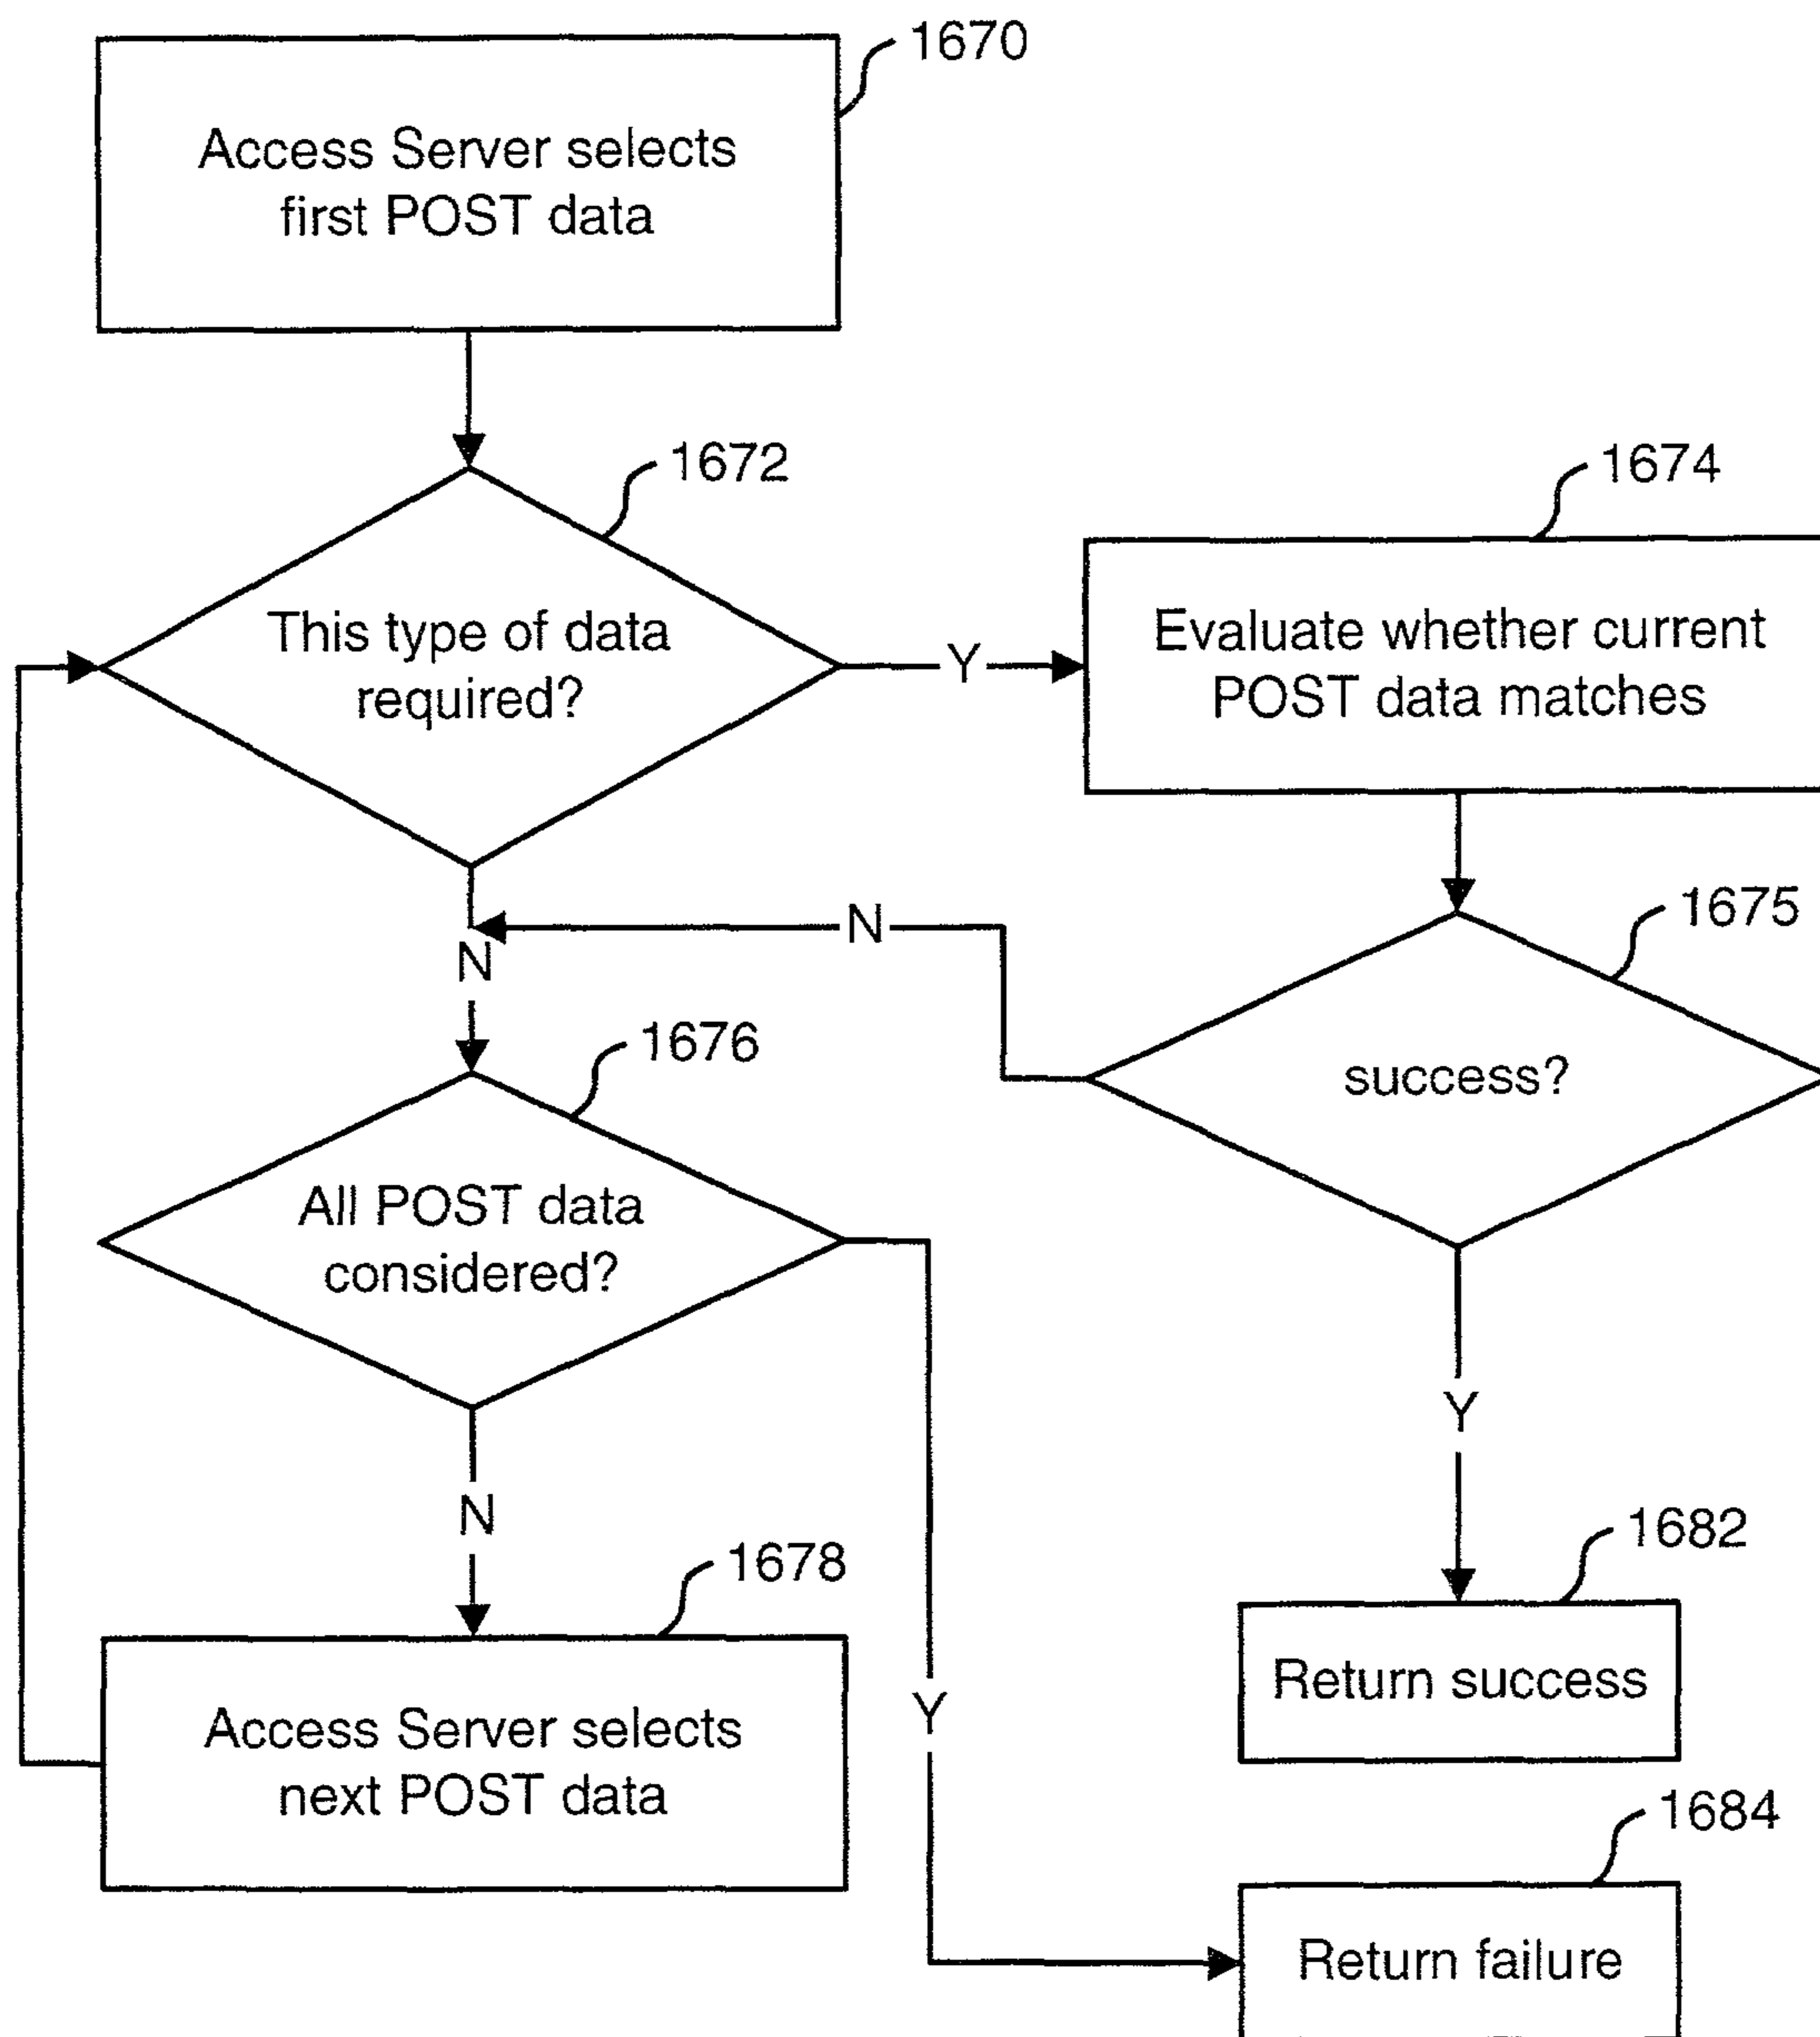 1670
Access Server selects
first POST data
1672
This type of data
required?
Y
1674
Evaluate whether current
POST data matches
N
N
1675
success?
1676
All POST data
considered?
Y
N
1682
Return success
1678
Access Server selects
next POST data
Y
1684
Return failure